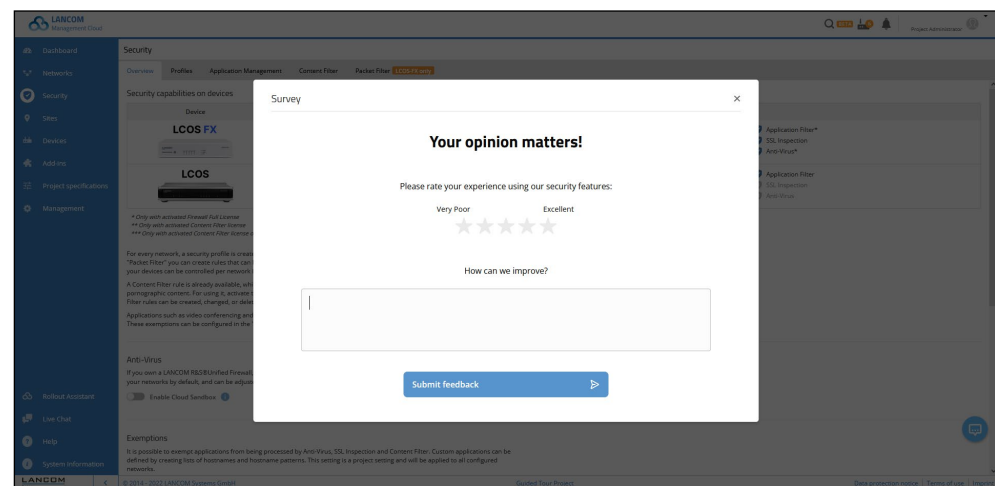 LANCOM
Management Cloud
BETA
Project Administrator
Dashboard
Networks
Security
Sites
Devices
Add-ins
Project specifications
Management
Rollout Assistant
Live Chat
Help
System Information
LANCOM
Security
Overview Profiles Application Management Content Filter Packet Filter LCOS FX only
Security capabilities on devices
Device
LCOS FX
LCOS
Application Filter*
SSL Inspection
Anti-Virus*
Application Filter
SSL Inspection
Anti-Virus
* Only with activated Firewall Full License
** Only with activated Content Filter license
*** Only with activated Content Filter license
For every network, a security profile is
"Packet Filter" you can create rules that can
your devices can be controlled per network
A Content Filter rule is already available,
pornographic content. For using it, activate
Filter rules can be created, changed, or
Applications such as video conferencing and
These exemptions can be configured in the
Survey
×
Your opinion matters!
Please rate your experience using our security features:
Very Poor Excellent
How can we improve?
Submit feedback
Anti-Virus
If you own a LANCOM R&S®Unified Firewall,
your networks by default, and can be
Enable Cloud Sandbox
Exemptions
It is possible to exempt applications from being processed by Anti-Virus, SSL Inspection and Content Filter. Custom applications can be
defined by creating lists of hostnames and hostname patterns. This setting is a project setting and will be applied to all configured
networks.
© 2014 - 2022 LANCOM Systems GmbH Guided Tour Project Data protection notice | Terms of use | Imprint